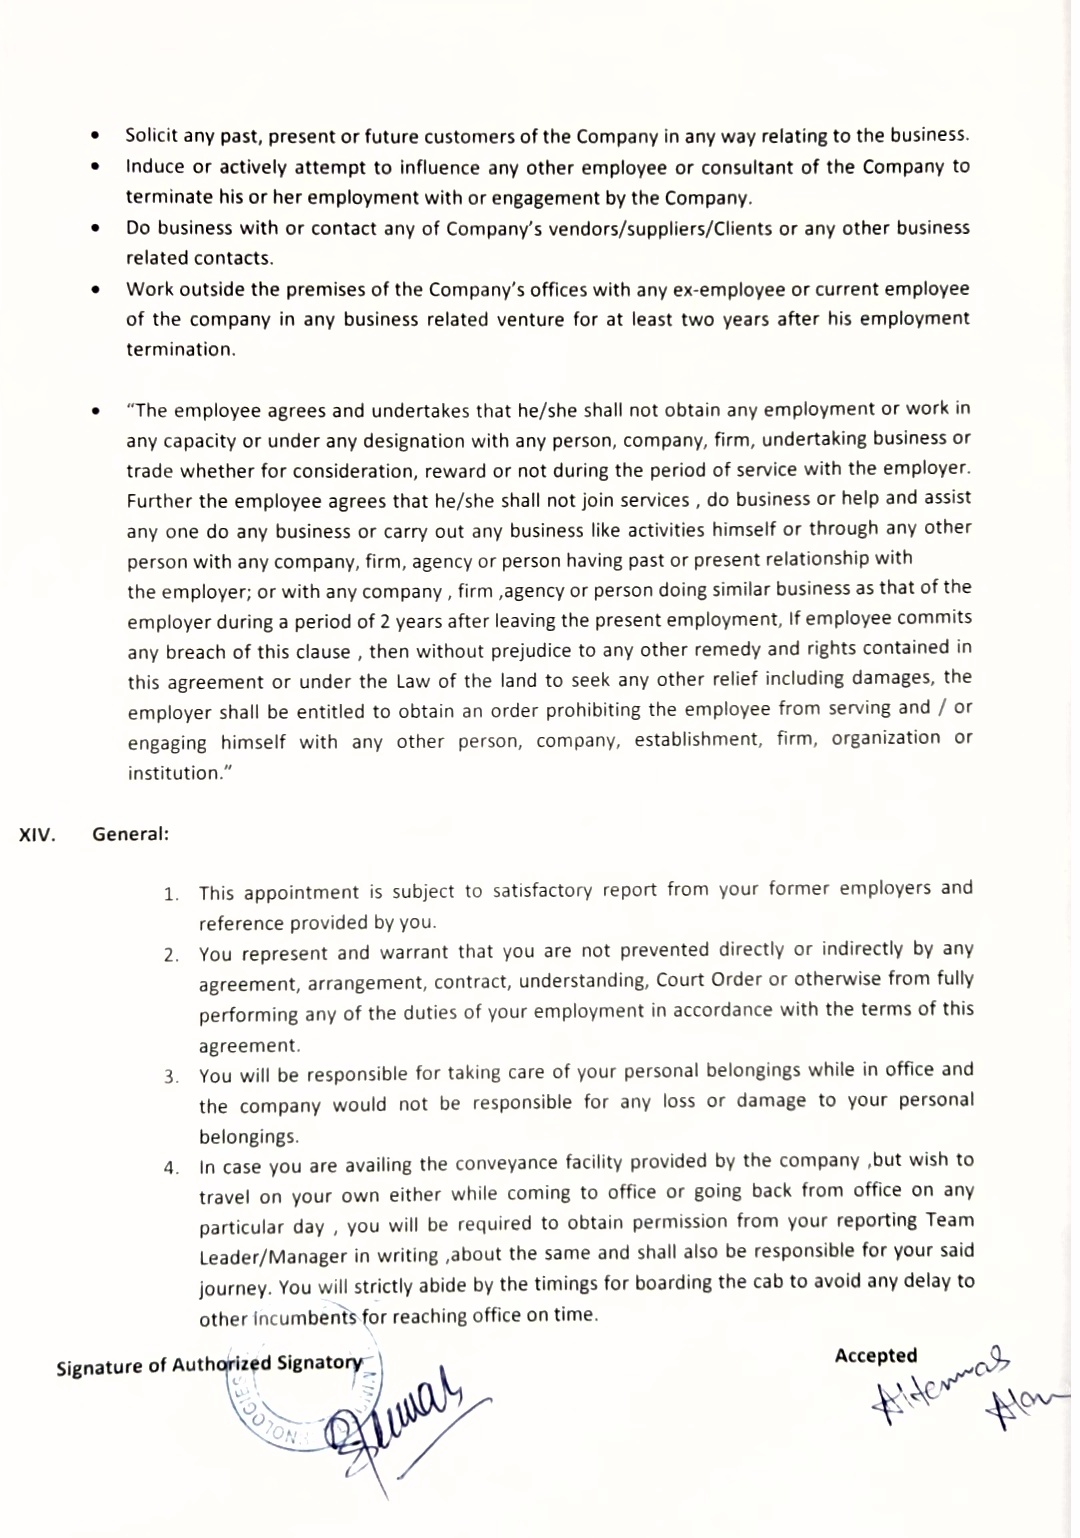 • Solicit any past, present or future customers of the Company in any way relating to the business.
• Induce or actively attempt to influence any other employee or consultant of the Company to
terminate his or her employment with or engagement by the Company.
• Do business with or contact any of Company's vendors/suppliers/Clients or any other business
related contacts.
• Work outside the premises of the Company's offices with any ex-employee or current employee
of the company in any business related venture for at least two years after his employment
termination.
• “The employee agrees and undertakes that he/she shall not obtain any employment or work in
any capacity or under any designation with any person, company, firm, undertaking business or
trade whether for consideration, reward or not during the period of service with the employer.
Further the employee agrees that he/she shall not join services , do business or help and assist
any one do any business or carry out any business like activities himself or through any other
person with any company, firm, agency or person having past or present relationship with
the employer; or with any company , firm ,agency or person doing similar business as that of the
employer during a period of 2 years after leaving the present employment, If employee commits
any breach of this clause , then without prejudice to any other remedy and rights contained in
this agreement or under the Law of the land to seek any other relief including damages, the
employer shall be entitled to obtain an order prohibiting the employee from serving and / or
engaging himself with any other person, company, establishment, firm, organization or
institution.”
XIV. General:
1. This appointment is subject to satisfactory report from your former employers and
reference provided by you.
2. You represent and warrant that you are not prevented directly or indirectly by any
agreement, arrangement, contract, understanding, Court Order or otherwise from fully
performing any of the duties of your employment in accordance with the terms of this
agreement.
3. You will be responsible for taking care of your personal belongings while in office and
the company would not be responsible for any loss or damage to your personal
belongings.
4. In case you are availing the conveyance facility provided by the company ,but wish to
travel on your own either while coming to office or going back from office on any
particular day , you will be required to obtain permission from your reporting Team
Leader/Manager in writing ,about the same and shall also be responsible for your said
journey. You will strictly abide by the timings for boarding the cab to avoid any delay to
other incumbents for reaching office on time.
Signature of Authorized Signatory
Accepted